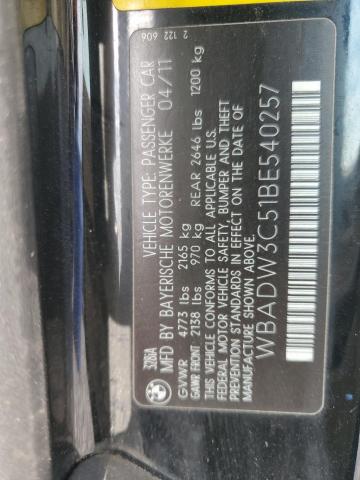 2 122 606
328iA
VEHICLE TYPE: PASSENGER CAR
MFD BY BAYERISCHE MOTORENWERKE 04/11
GVWR 4773 lbs 2165 kg
GAWR FRONT 2138 lbs 970 kg REAR 2646 lbs 1200 kg
THIS VEHICLE CONFORMS TO ALL APPLICABLE U.S.
FEDERAL MOTOR VEHICLE SAFETY, BUMPER AND THEFT
PREVENTION STANDARDS IN EFFECT ON THE DATE OF
MANUFACTURE SHOWN ABOVE.
WBADW3C51BE540257